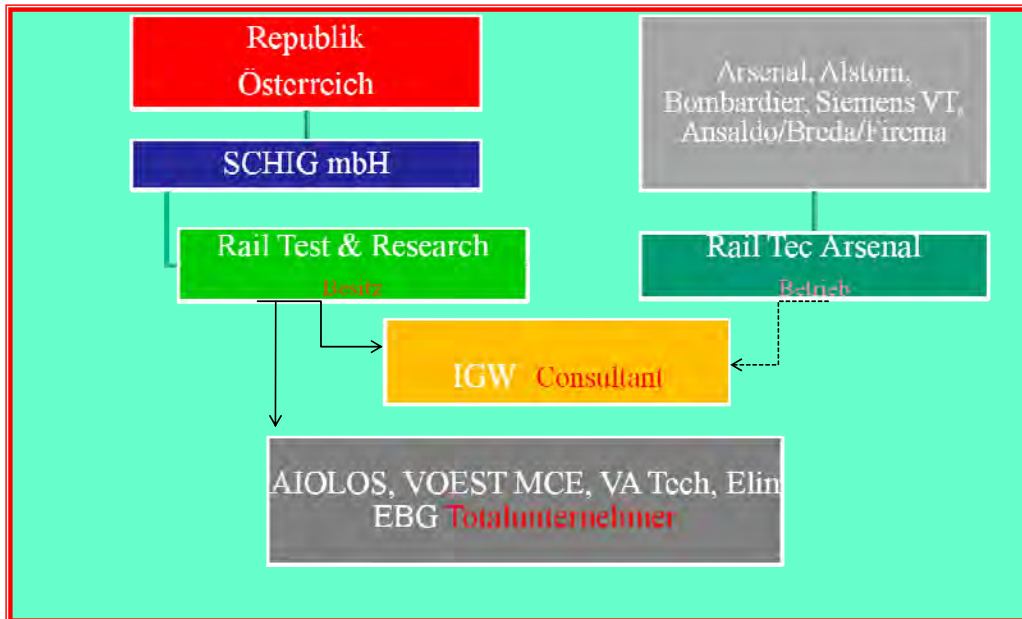 Republik
Österreich
Arsenal, Alstom,
Bombardier, Siemens VT,
Ansaldo/Breda/Firema
SCHIG mbH
Rail Test & Research
Besitz
Rail Tec Arsenal
Betrieb
IGW Consultant
AIOLOS, VOEST MCE, VA Tech, Elin
EBG Totalunternehmer